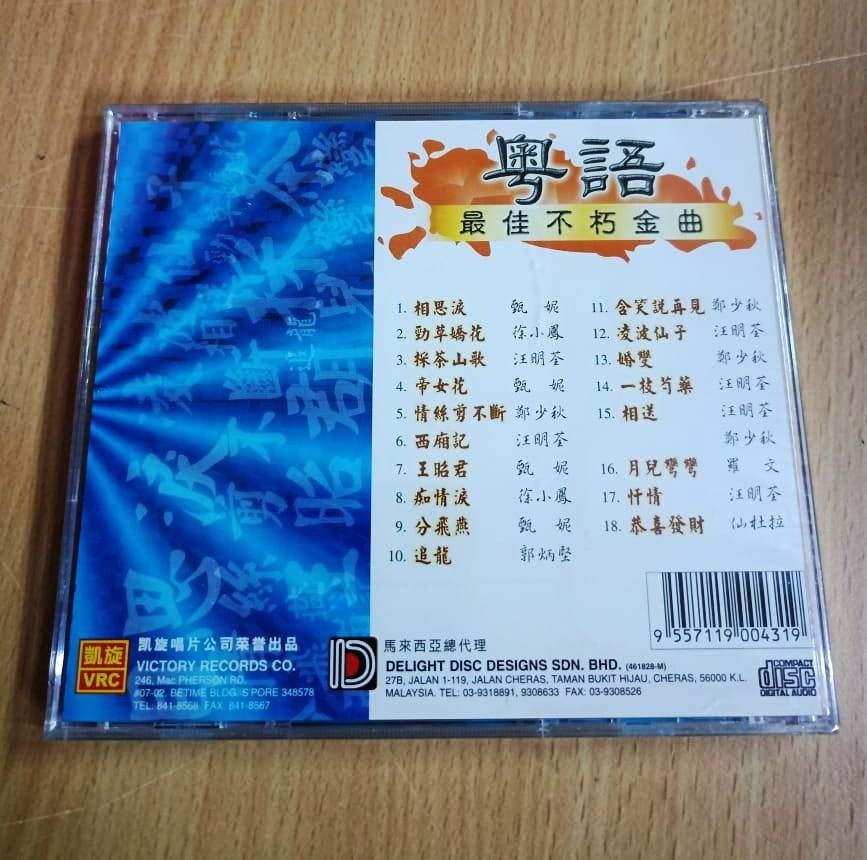 粵語
最佳不朽金曲
1. 相思淚 甄妮
2. 勁草嬌花 徐小鳳
3. 採茶山歌 汪明荃
4. 帝女花 甄妮
5. 情絲剪不斷 鄭少秋
6. 西廂記 汪明荃
7. 王昭君 甄妮
8. 痴情淚 徐小鳳
9. 分飛燕 甄妮
10. 追龍 郭炳堅
11. 含笑說再見 鄭少秋
12. 凌波仙子 汪明荃
13. 婚變 鄭少秋
14. 一枝芍藥 汪明荃
15. 相送 汪明荃
鄭少秋
16. 月兒彎彎 羅文
17. 忏情 汪明荃
18. 恭喜發財 仙杜拉
9 557119 004319
凱旋
VRC
凱旋唱片公司荣誉出品
VICTORY RECORDS CO.
246, Mac PHERSON RD.
#07-02, BETIME BLDG. S'PORE 348578
TEL: 841-8568 FAX: 841-8567
馬來西亞總代理
DELIGHT DISC DESIGNS SDN. BHD. (461828-M)
27B, JALAN 1-119, JALAN CHERAS, TAMAN BUKIT HIJAU, CHERAS, 56000 K.L.
MALAYSIA. TEL: 03-9318891, 9308633 FAX: 03-9308526
COMPACT
disc
DIGITAL AUDIO